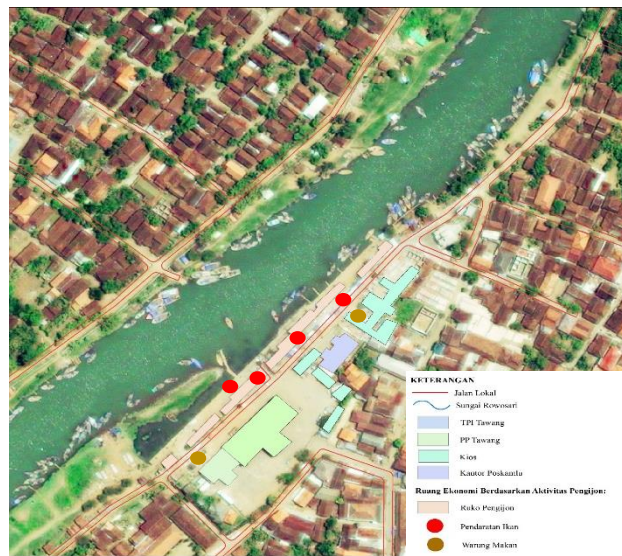 KETERANGAN
Jalan Lokal
Sungai Rowosari
TPI Tawang
PP Tawang
Kios
Kantor Poskamla
Ruang Ekonomi Berdasarkan Aktivitas Pengijon:
Ruko Pengijon
Pendaratan Ikan
Warung Makan